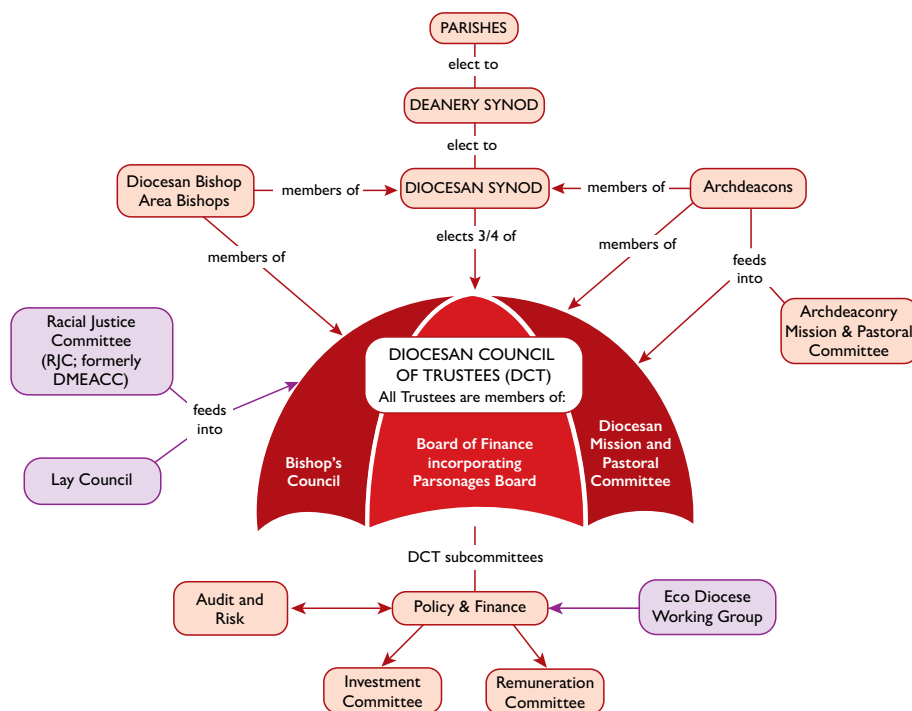 PARISHES
elect to
DEANERY SYNOD
elect to
Diocesan Bishop
Area Bishops
members of
DIOCESAN SYNOD
members of
Archdeacons
elects 3/4 of
members of
members of
feeds
into
Racial Justice
Committee
(RJC; formerly
DMEACC)
Archdeaconry
Mission & Pastoral
Committee
DIOCESAN COUNCIL
OF TRUSTEES (DCT)
All Trustees are members of:
feeds
into
Lay Council
Bishop’s
Council
Board of Finance
incorporating
Parsonages Board
Diocesan
Mission and
Pastoral
Committee
DCT subcommittees
Audit and
Risk
Policy & Finance
Eco Diocese
Working Group
Investment
Committee
Remuneration
Committee